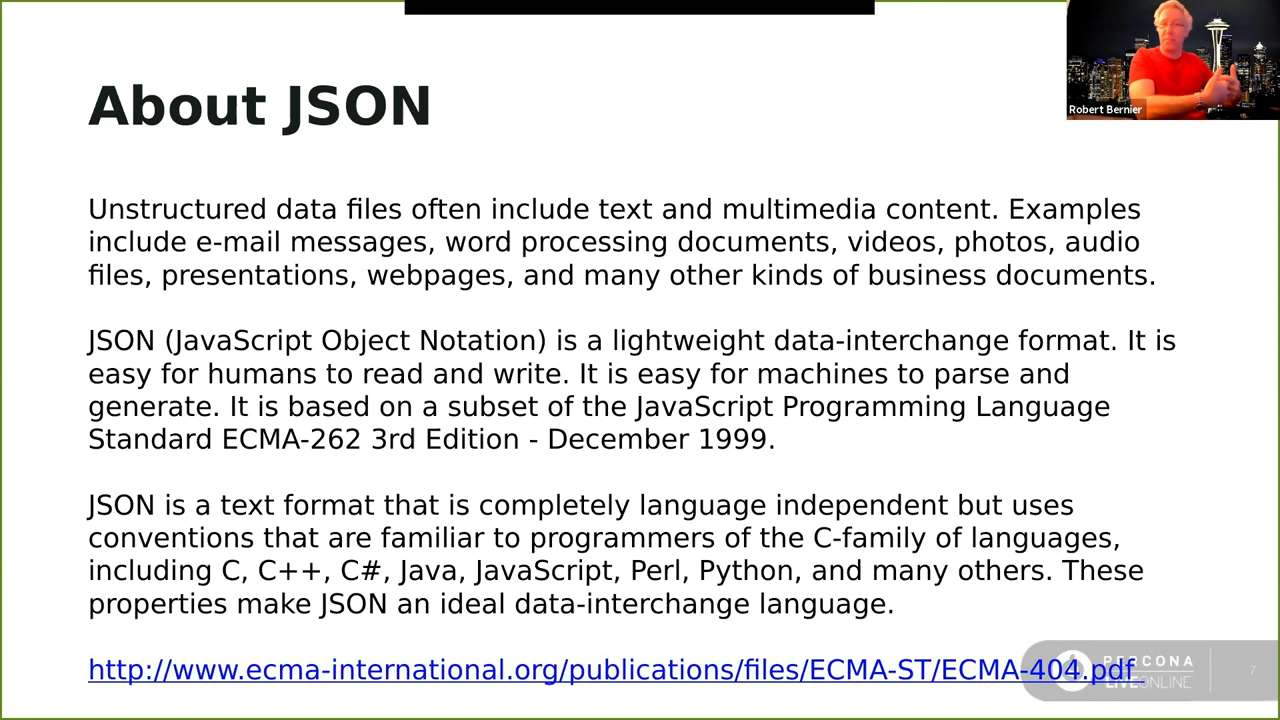 Robert Bernier
About JSON
Unstructured data files often include text and multimedia content. Examples
include e-mail messages, word processing documents, videos, photos, audio
files, presentations, webpages, and many other kinds of business documents.
JSON (JavaScript Object Notation) is a lightweight data-interchange format. It is
easy for humans to read and write. It is easy for machines to parse and
generate. It is based on a subset of the JavaScript Programming Language
Standard ECMA-262 3rd Edition - December 1999.
JSON is a text format that is completely language independent but uses
conventions that are familiar to programmers of the C-family of languages,
including C, C++, C#, Java, JavaScript, Perl, Python, and many others. These
properties make JSON an ideal data-interchange language.
http://www.ecma-international.org/publications/files/ECMA-ST/ECMA-404.pdf
PERCONA
LIVEONLINE
7